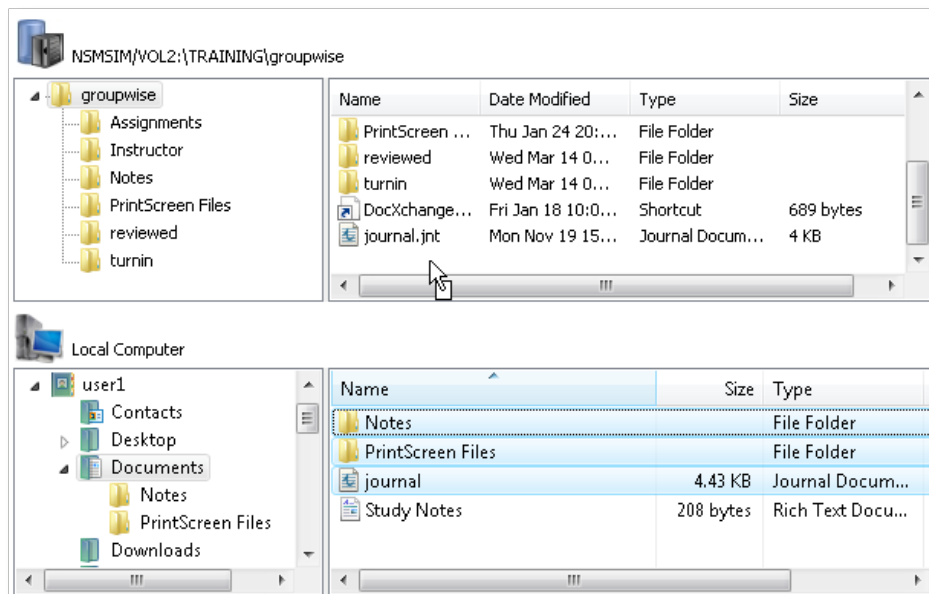 NSMSIM/VOL2:\TRAINING\groupwise
groupwise
Assignments
Instructor
Notes
PrintScreen Files
reviewed
turnin
Name Date Modified Type Size
PrintScreen ... Thu Jan 24 20:... File Folder
reviewed Wed Mar 14 0... File Folder
turnin Wed Mar 14 0... File Folder
DocXchange... Fri Jan 18 10:0... Shortcut 689 bytes
journal.jnt Mon Nov 19 15... Journal Docum... 4 KB
Local Computer
user1
Contacts
Desktop
Documents
Notes
PrintScreen Files
Downloads
Name Size Type
Notes File Folder
PrintScreen Files File Folder
journal 4.43 KB Journal Docum...
Study Notes 208 bytes Rich Text Docu...